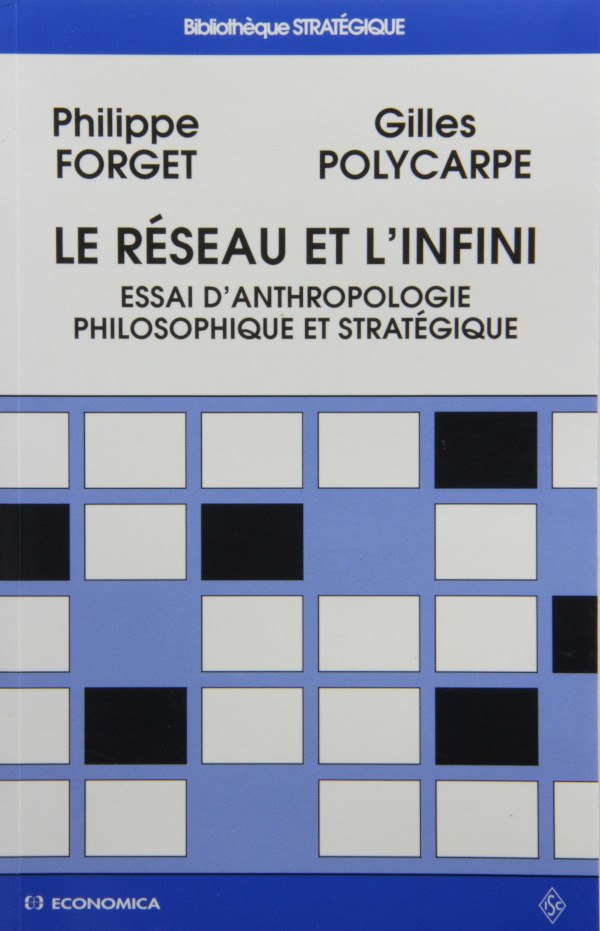 Bibliothèque STRATÉGIQUE
Philippe
FORGET
Gilles
POLYCARPE
LE RÉSEAU ET L'INFINI
ESSAI D'ANTHROPOLOGIE
PHILOSOPHIQUE ET STRATÉGIQUE
ECONOMICA
ISC